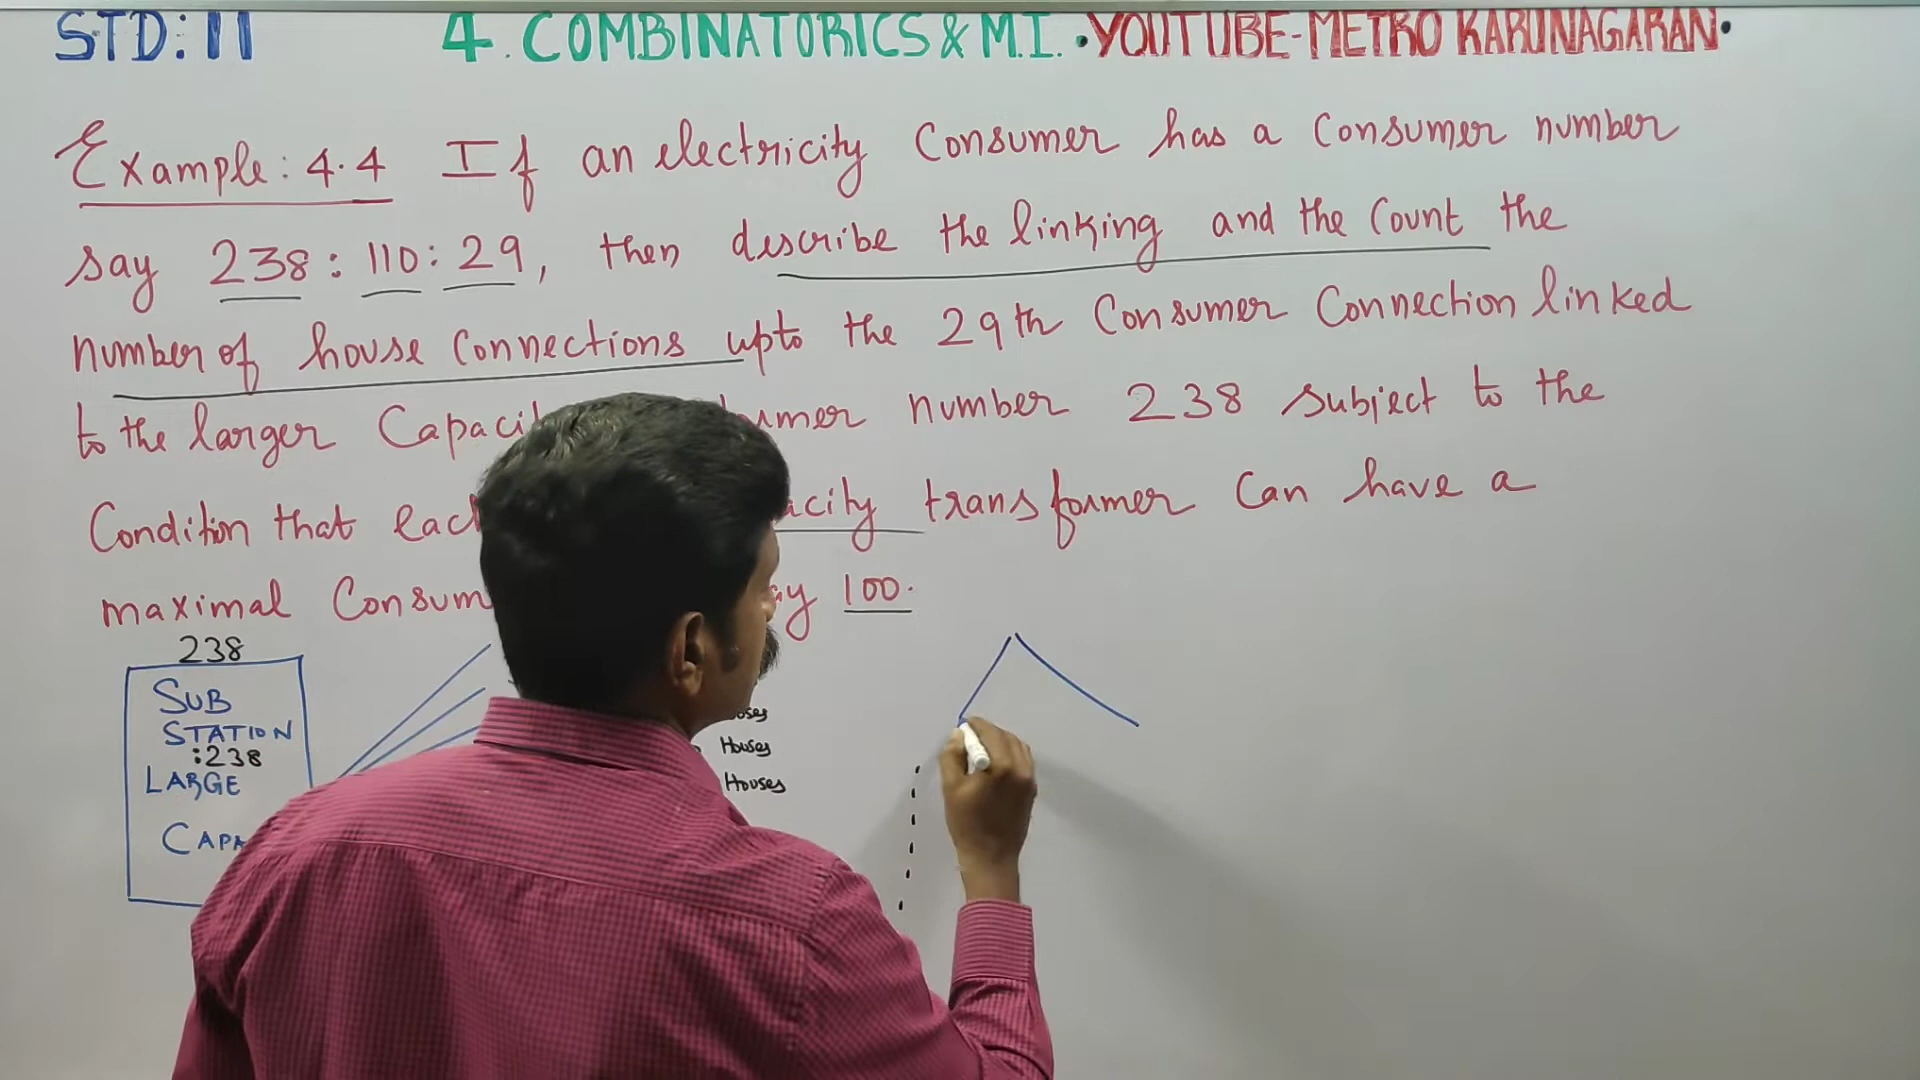 STD: 11 4. COMBINATORICS & M.I. •YOUTUBE-METRO KARUNAGARAN•
Example: 4.4 If an electricity Consumer has a Consumer number
say 238 : 110 : 29, then describe the linking and the Count the
number of house Connections upto the 29th Consumer Connection linked
to the larger Capaci number 238 subject to the
Condition that each transformer Can have a
maximal Consum 100.
238
SUB
STATION
:238
LARGE
CAPA
Houses
Houses